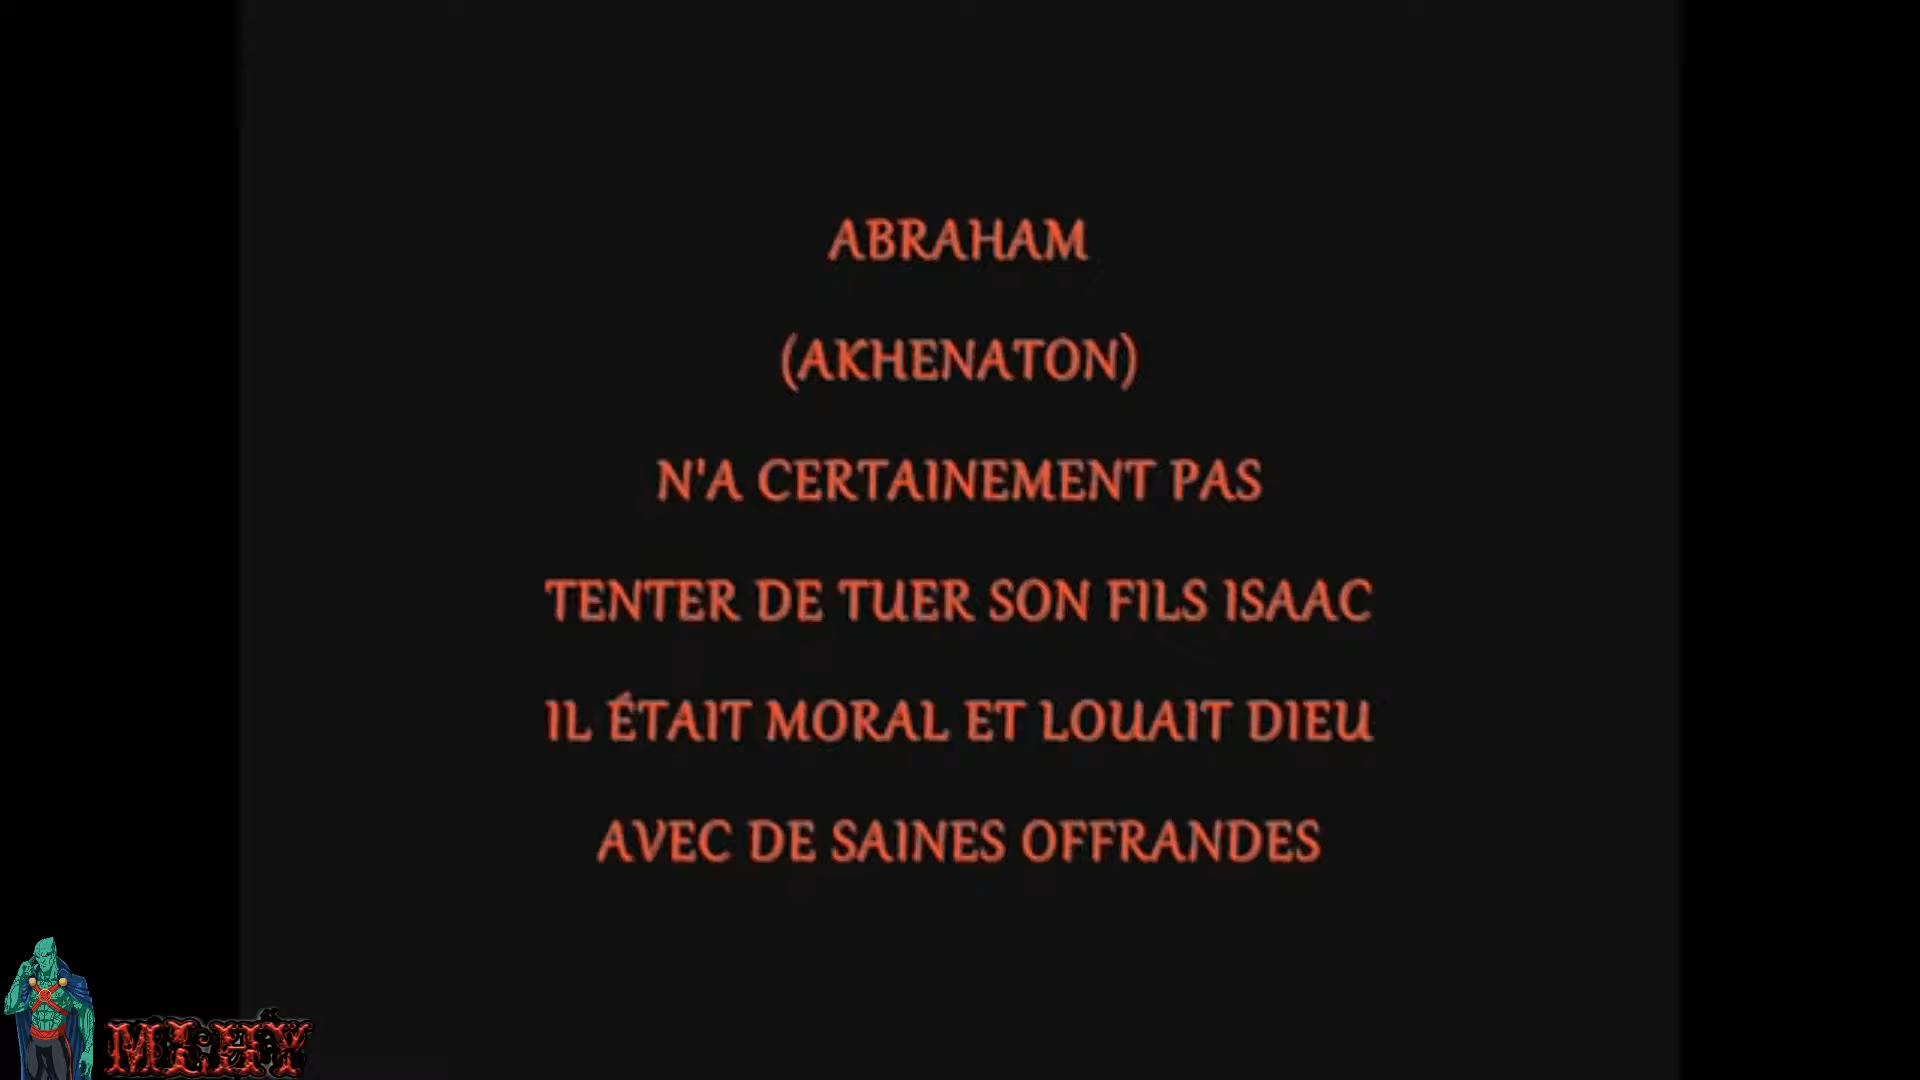 ABRAHAM
(AKHENATON)
N'A CERTAINEMENT PAS
TENTER DE TUER SON FILS ISAAC
IL ÉTAIT MORAL ET LOUAIT DIEU
AVEC DE SAINES OFFRANDES